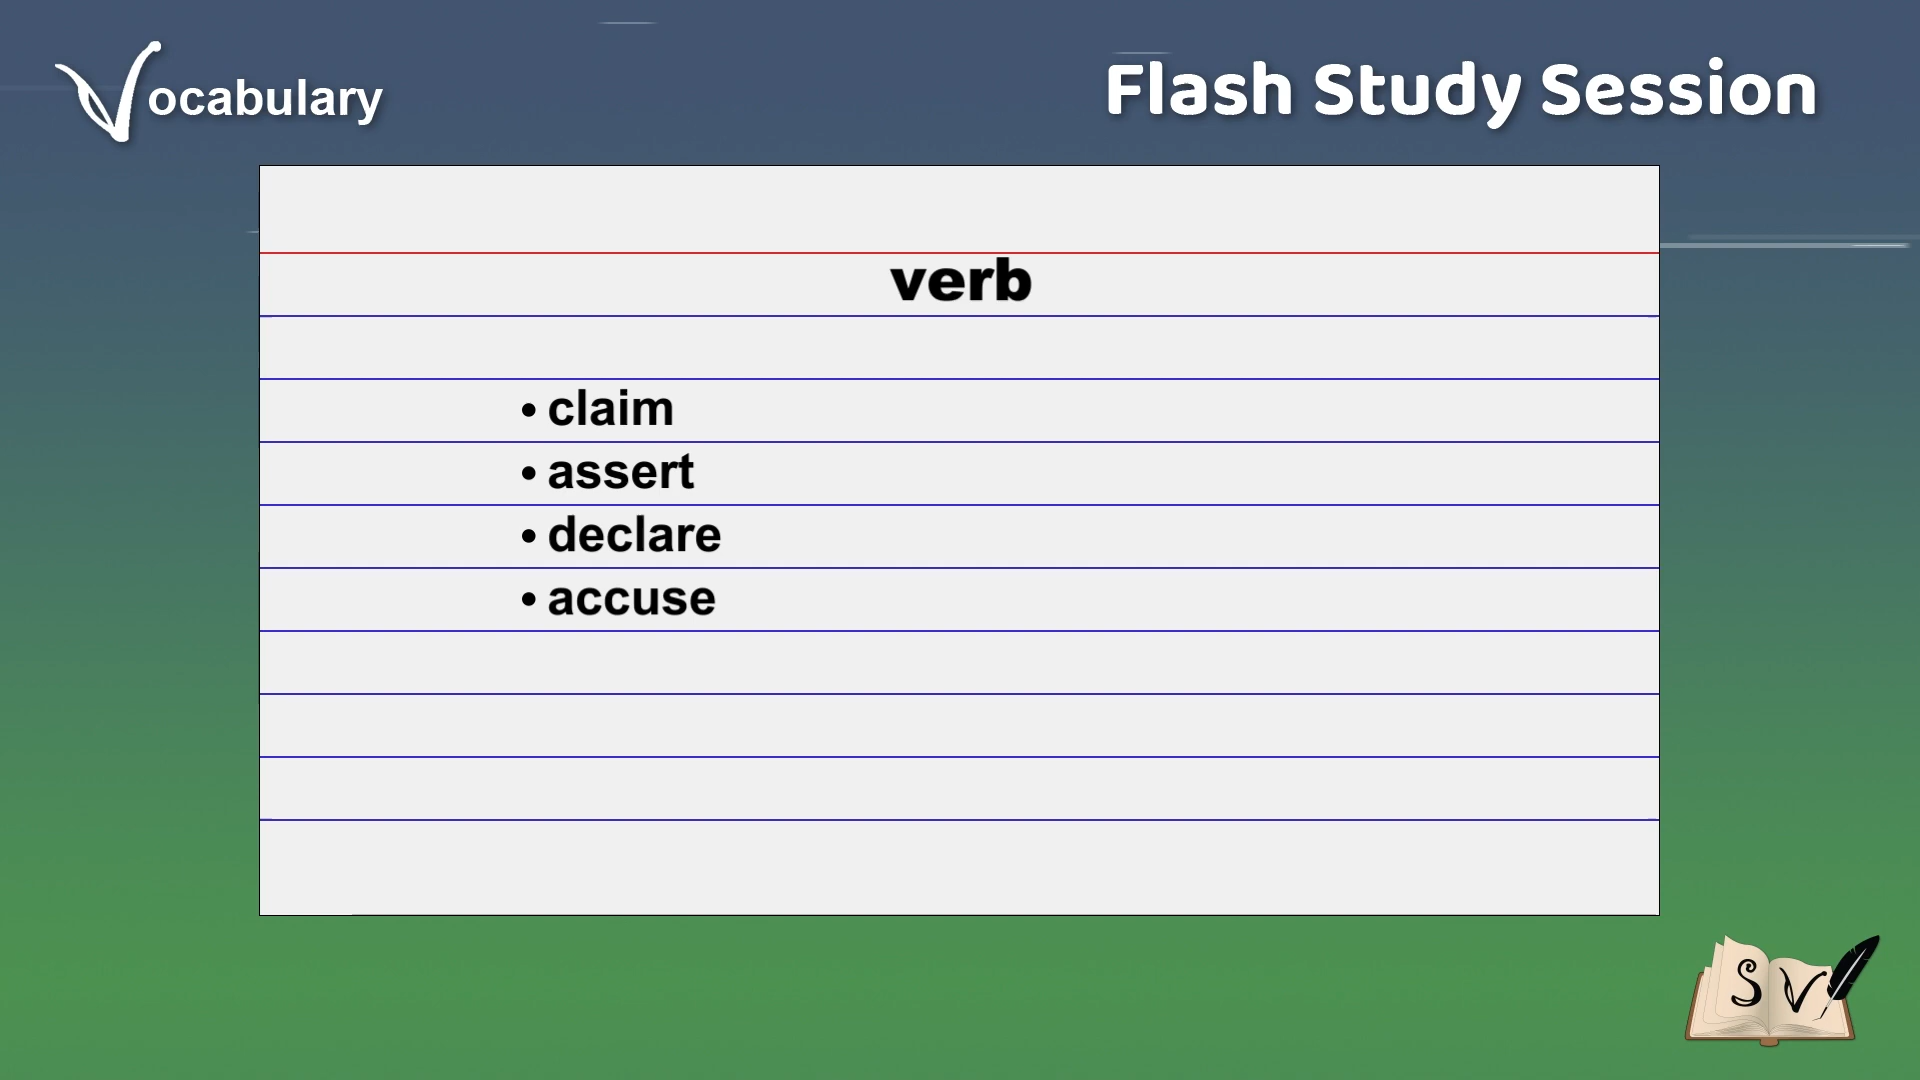 Vocabulary
Flash Study Session
verb
• claim
• assert
• declare
• accuse
S V